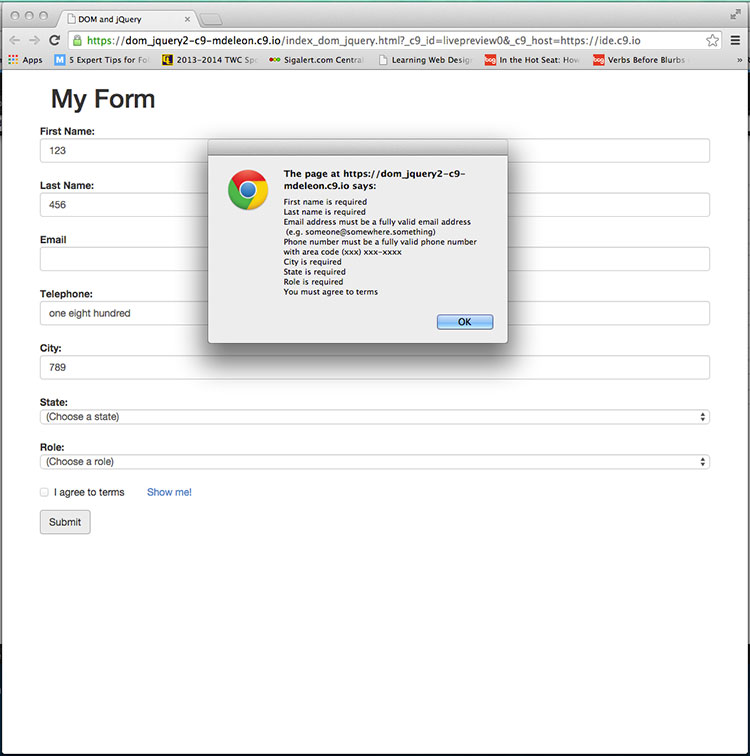 DOM and jQuery
https://dom_jquery2-c9-mdeleon.c9.io/index_dom_jquery.html?_c9_id=livepreview0&_c9_host=https://ide.c9.io
Apps M 5 Expert Tips for Fol 2013-2014 TWC Spo Sigalert.com Central Learning Web Desig bag In the Hot Seat: How bag Verbs Before Blurbs »
My Form
First Name:
123
Last Name:
456
Email
Telephone:
one eight hundred
City:
789
State:
(Choose a state)
Role:
(Choose a role)
I agree to terms Show me!
Submit
The page at https://dom_jquery2-c9-
mdeleon.c9.io says:
First name is required
Last name is required
Email address must be a fully valid email address
(e.g. someone@somewhere.something)
Phone number must be a fully valid phone number
with area code (xxx) xxx-xxxx
City is required
State is required
Role is required
You must agree to terms
OK